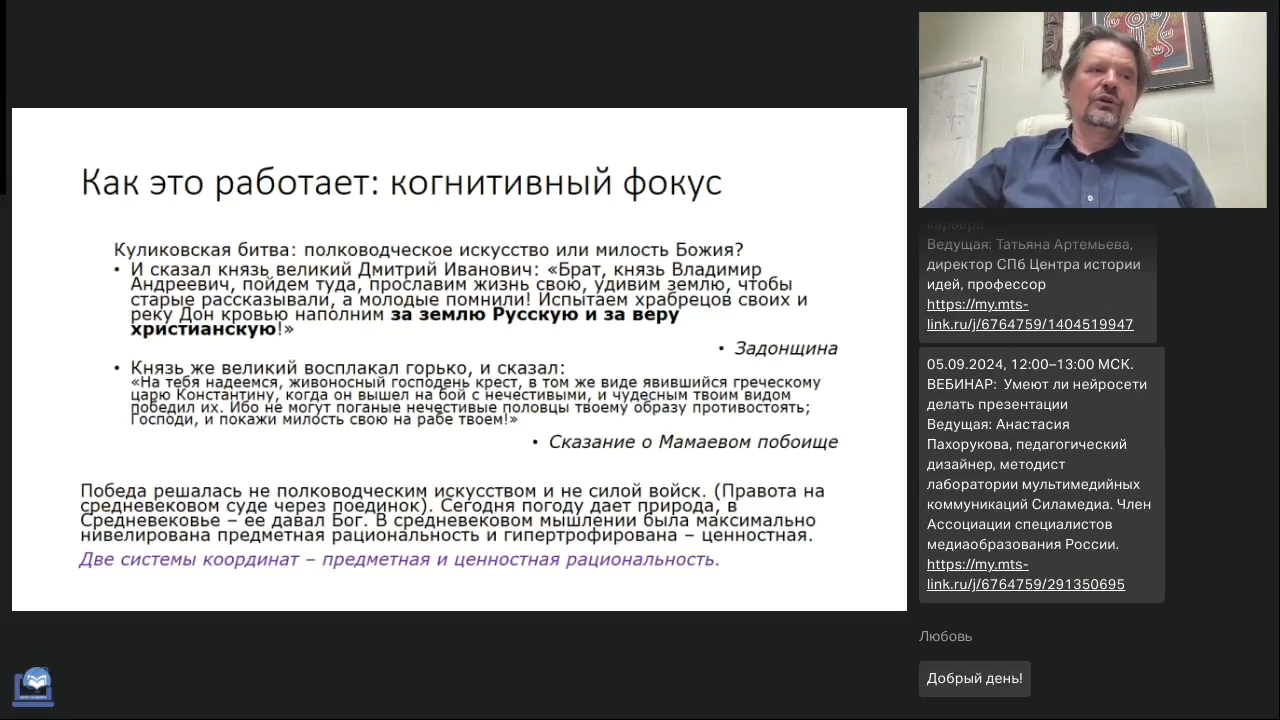 Как это работает: когнитивный фокус
Куликовская битва: полководческое искусство или милость Божия?
• И сказал князь великий Дмитрий Иванович: «Брат, князь Владимир
Андреевич, пойдем туда, прославим жизнь свою, удивим землю, чтобы
старые рассказывали, а молодые помнили! Испытаем храбрецов своих и
реку Дон кровью наполним за землю Русскую и за веру
христианскую!»
• Задонщина
• Князь же великий восплакал горько, и сказал:
«На тебя надеемся, живоносный господень крест, в том же виде явившийся греческому
царю Константину, когда он вышел на бой с нечестивыми, и чудесным твоим видом
победил их. Ибо не могут поганые нечестивые половцы твоему образу противостоять;
Господи, и покажи милость свою на рабе твоем!»
• Сказание о Мамаевом побоище
Победа решалась не полководческим искусством и не силой войск. (Правота на
средневековом суде через поединок). Сегодня погоду дает природа, в
Средневековье – ее давал Бог. В средневековом мышлении была максимально
нивелирована предметная рациональность и гипертрофирована – ценностная.
Две системы координат – предметная и ценностная рациональность.
карьера
Ведущая: Татьяна Артемьева,
директор СПб Центра истории
идей, профессор
https://my.mts-
link.ru/j/6764759/1404519947
05.09.2024, 12:00–13:00 МСК.
ВЕБИНАР: Умеют ли нейросети
делать презентации
Ведущая: Анастасия
Пахорукова, педагогический
дизайнер, методист
лаборатории мультимедийных
коммуникаций Силамедиа. Член
Ассоциации специалистов
медиаобразования России.
https://my.mts-
link.ru/j/6764759/291350695
Любовь
Добрый день!